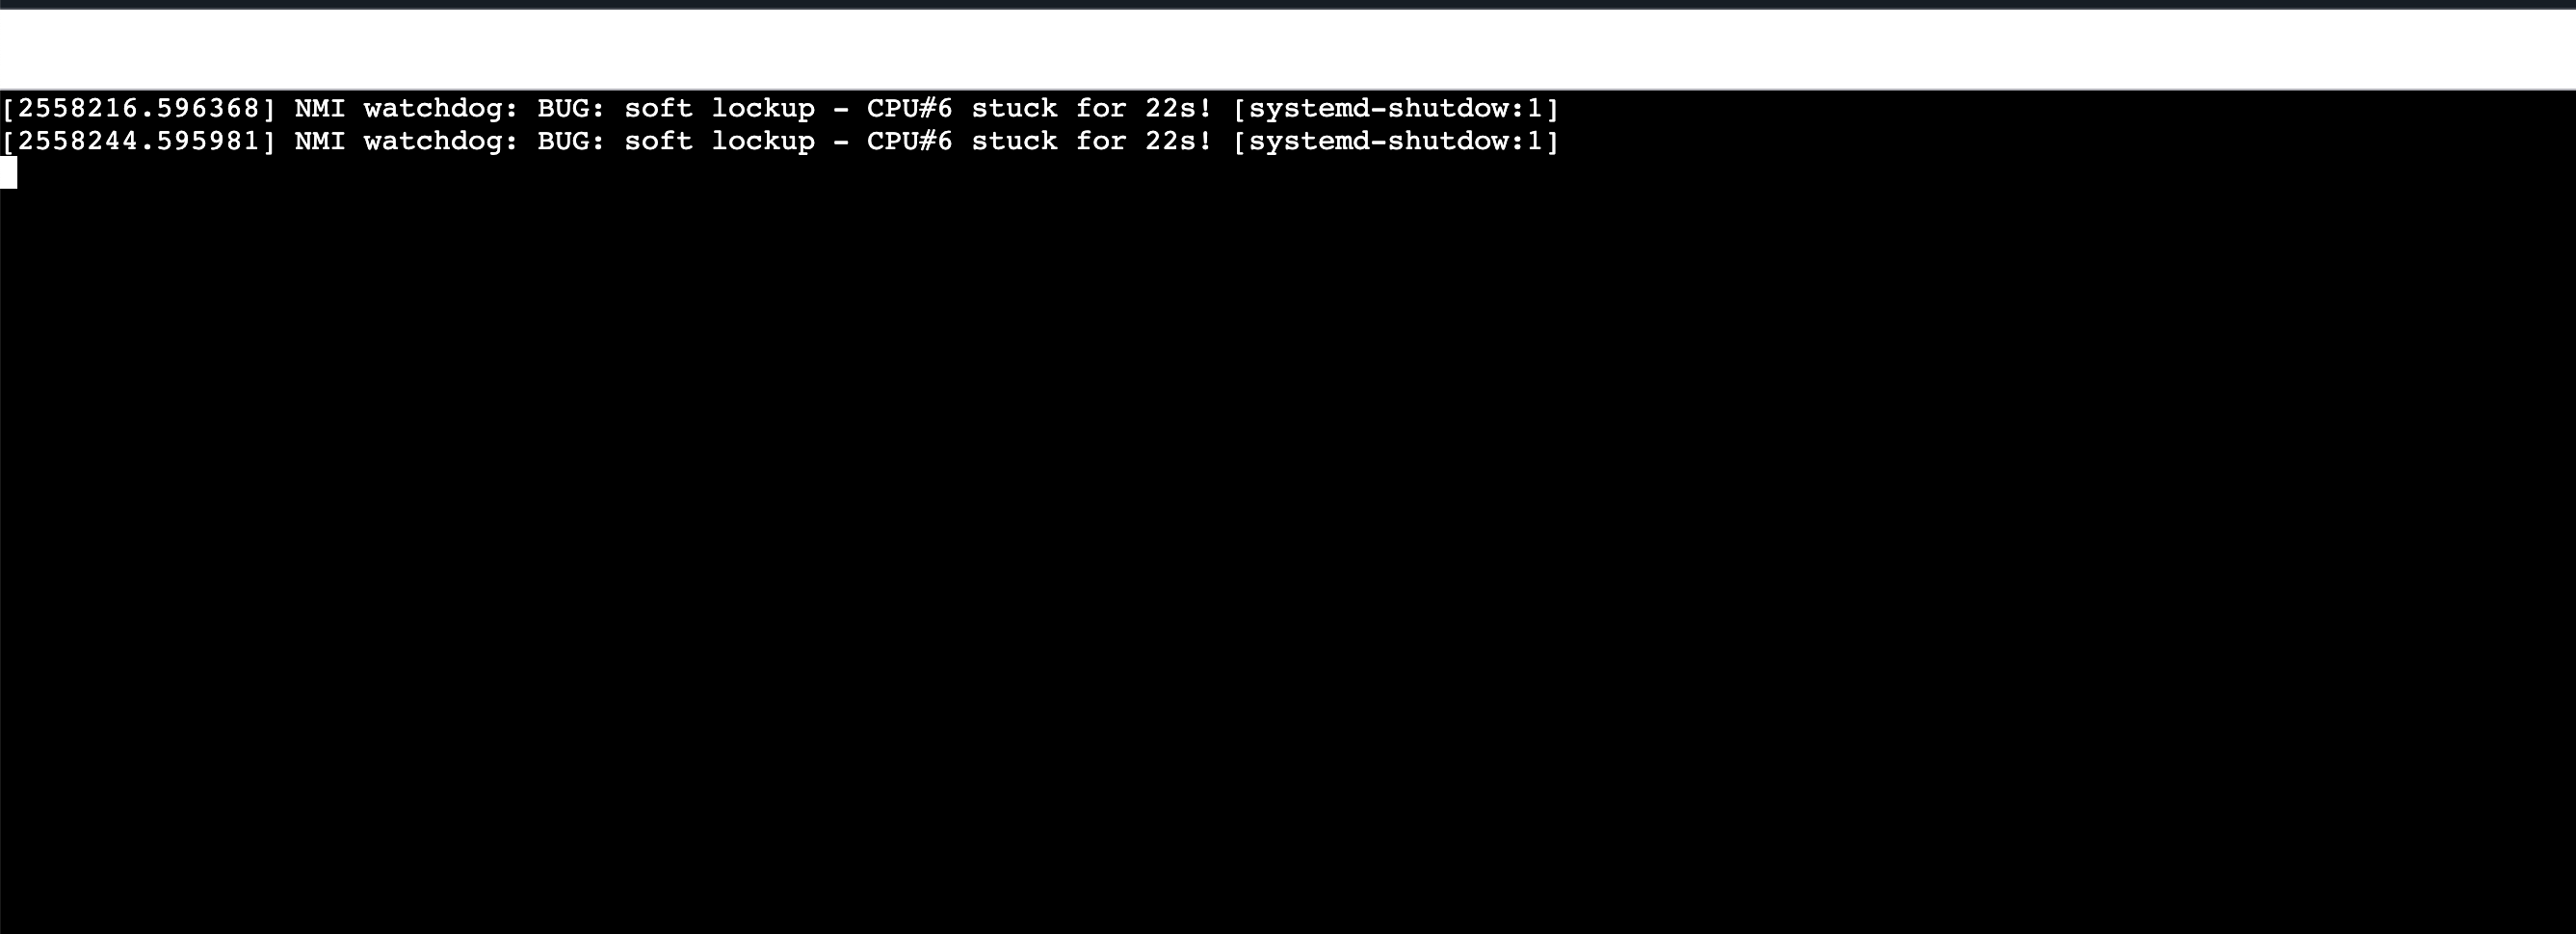 [2558216.596368] NMI watchdog: BUG: soft lockup - CPU#6 stuck for 22s! [systemd-shutdow:1]
[2558244.595981] NMI watchdog: BUG: soft lockup - CPU#6 stuck for 22s! [systemd-shutdow:1]